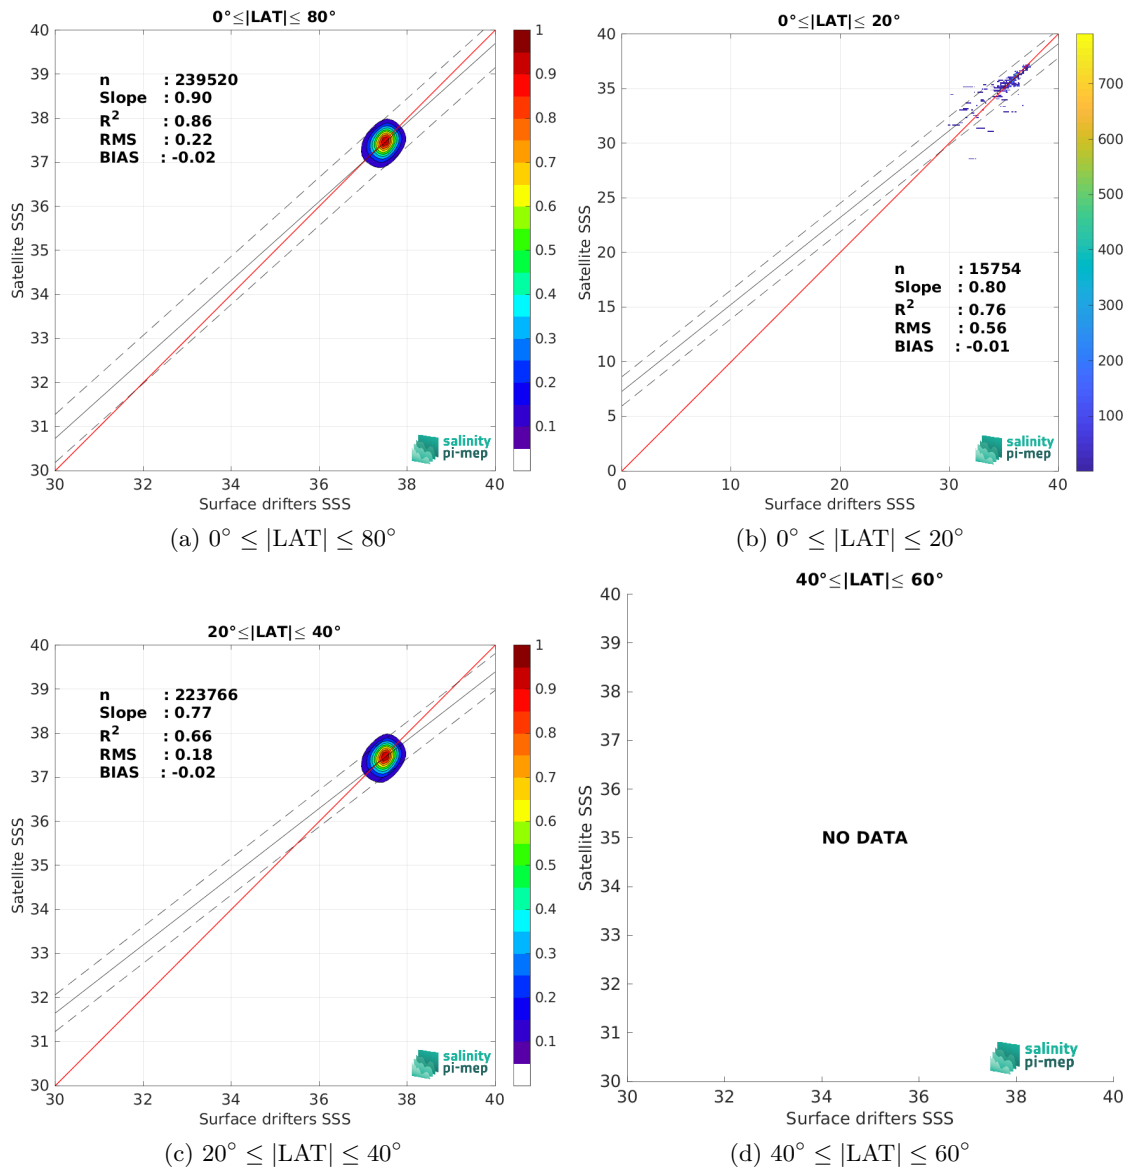 0°≤|LAT|≤ 80°
40
39
38
37
36
35
34
33
32
31
30
30 32 34 36 38 40
Satellite SSS
Surface drifters SSS
n : 239520
Slope : 0.90
R² : 0.86
RMS : 0.22
BIAS : -0.02
salinity
pi-mep
1
0.9
0.8
0.7
0.6
0.5
0.4
0.3
0.2
0.1
(a) 0° ≤ |LAT| ≤ 80°
0°≤|LAT|≤ 20°
40
35
30
25
20
15
10
5
0
0 10 20 30 40
Satellite SSS
Surface drifters SSS
n : 15754
Slope : 0.80
R² : 0.76
RMS : 0.56
BIAS : -0.01
salinity
pi-mep
700
600
500
400
300
200
100
(b) 0° ≤ |LAT| ≤ 20°
20°≤|LAT|≤ 40°
40
39
38
37
36
35
34
33
32
31
30
30 32 34 36 38 40
Satellite SSS
Surface drifters SSS
n : 223766
Slope : 0.77
R² : 0.66
RMS : 0.18
BIAS : -0.02
salinity
pi-mep
1
0.9
0.8
0.7
0.6
0.5
0.4
0.3
0.2
0.1
(c) 20° ≤ |LAT| ≤ 40°
40°≤|LAT|≤ 60°
40
39
38
37
36
35
34
33
32
31
30
30 32 34 36 38 40
Satellite SSS
Surface drifters SSS
NO DATA
salinity
pi-mep
(d) 40° ≤ |LAT| ≤ 60°